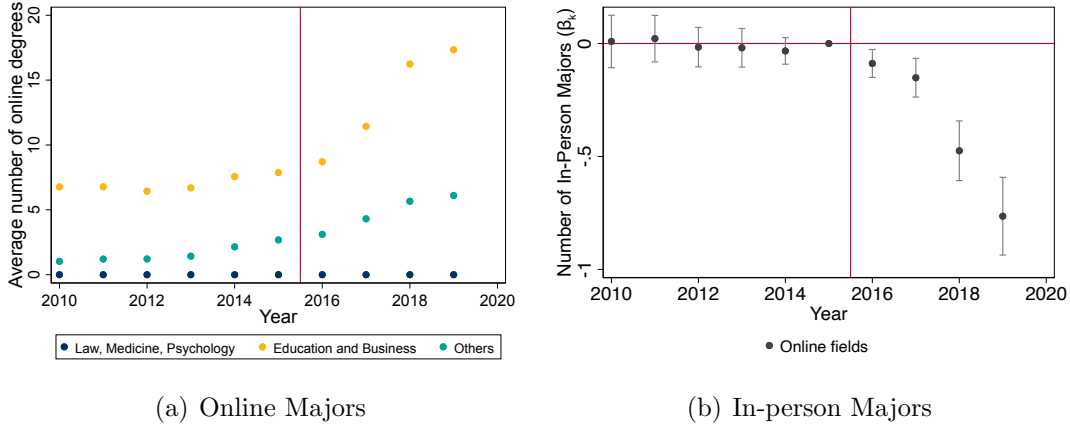 Average number of online degrees
20
15
10
5
0
2010 2012 2014 2016 2018 2020
Year
Law, Medicine, Psychology Education and Business Others
(a) Online Majors
Number of In-Person Majors (βk)
0
-.5
-1
2010 2012 2014 2016 2018 2020
Year
Online fields
(b) In-person Majors